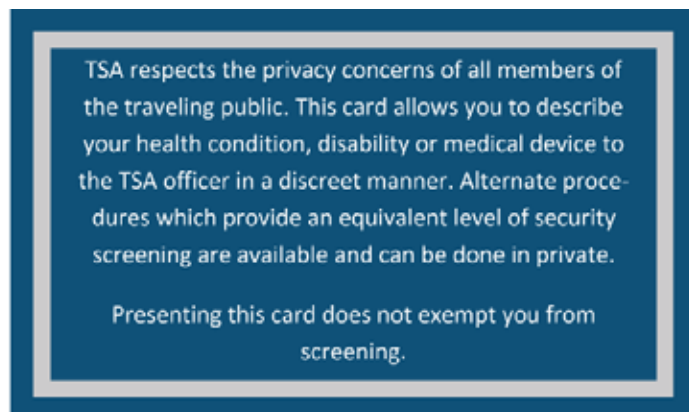 TSA respects the privacy concerns of all members of
the traveling public. This card allows you to describe
your health condition, disability or medical device to
the TSA officer in a discreet manner. Alternate proce-
dures which provide an equivalent level of security
screening are available and can be done in private.
Presenting this card does not exempt you from
screening.